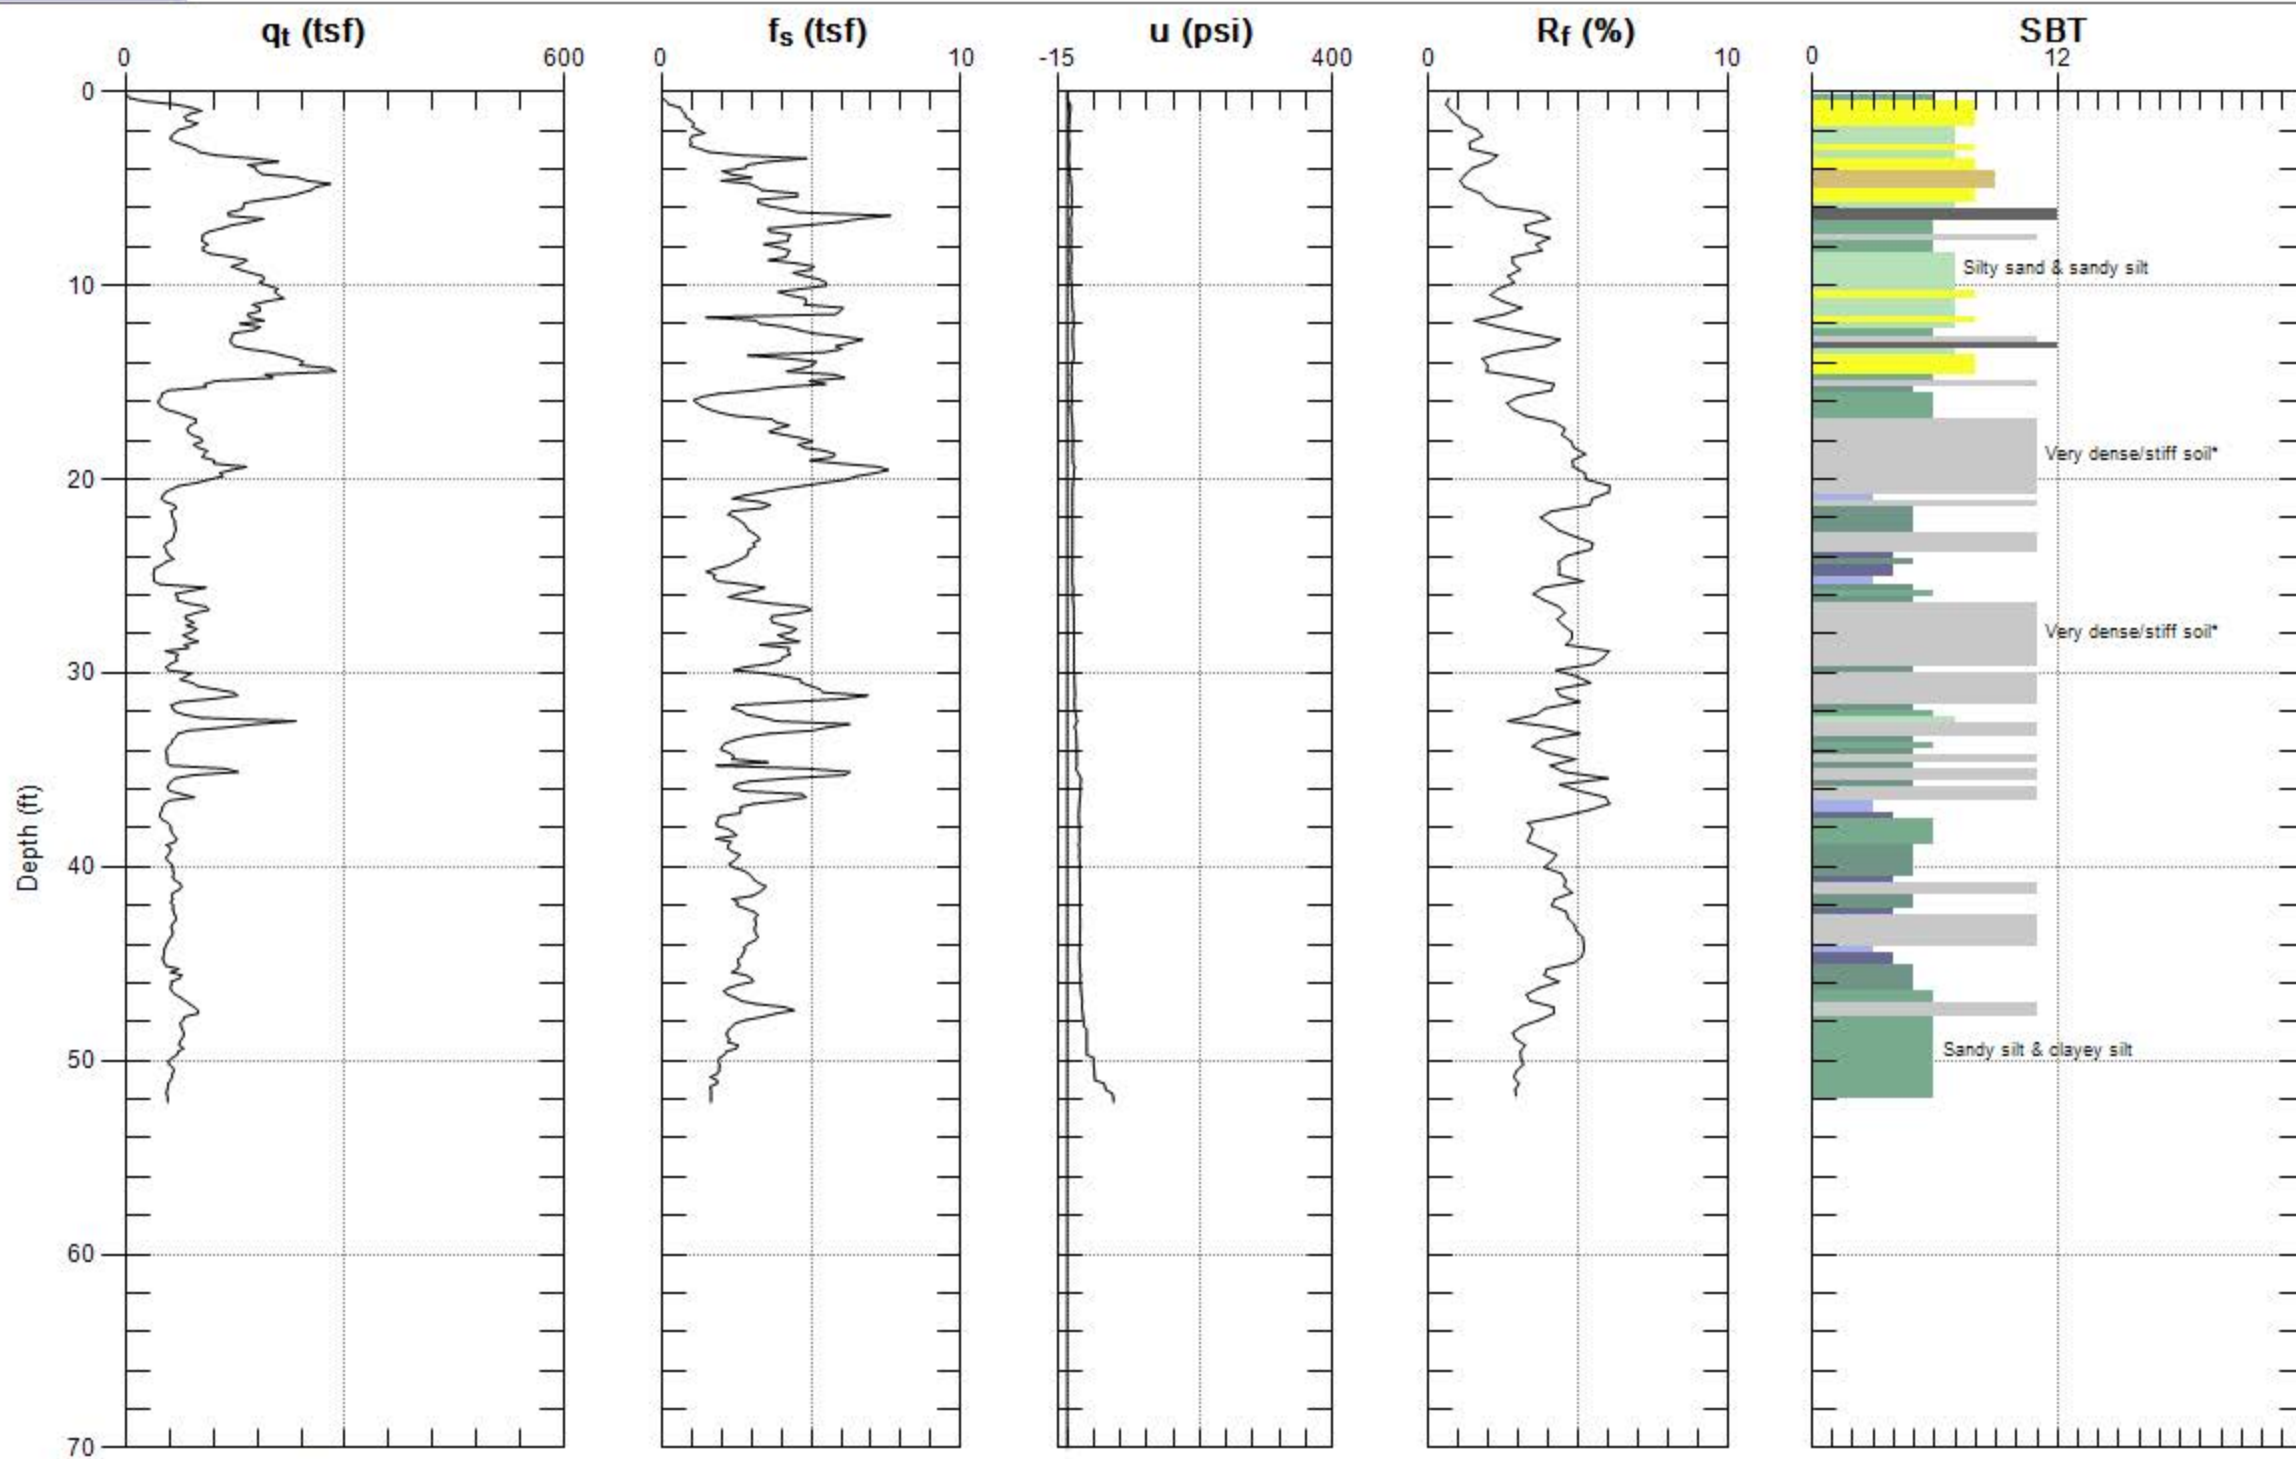 qt (tsf) fs (tsf) u (psi) Rf (%) SBT
0 600 0 10 -15 400 0 10 0 12
0
10
20
30
40
50
60
70
Depth (ft)
Silty sand & sandy silt
Very dense/stiff soil*
Very dense/stiff soil*
Sandy silt & clayey silt